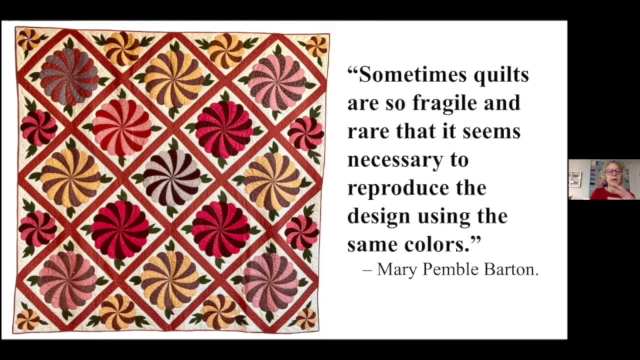 “Sometimes quilts
are so fragile and
rare that it seems
necessary to
reproduce the
design using the
same colors.”
– Mary Pemble Barton.